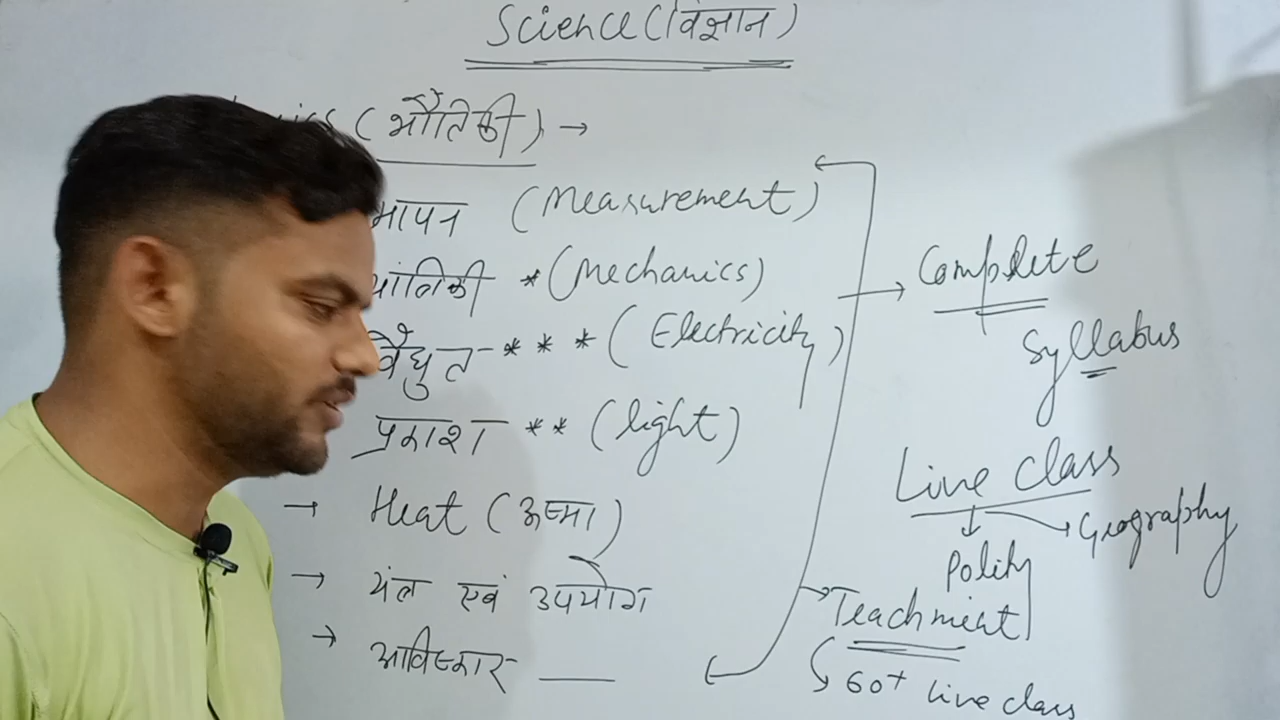 Science (विज्ञान)
ics (भौतिकी) →
मापन (Measurement)
यांत्रिकी * (Mechanics)
विद्युत - * * * (Electricity)
प्रकाश - * * (light)
→ Heat (ऊष्मा)
→ यंत्र एवं उपयोग
→ आविष्कार
→ Complete
Syllabus
Live class
↓ → Geography
Polity
→ Teachmint
60+ live class